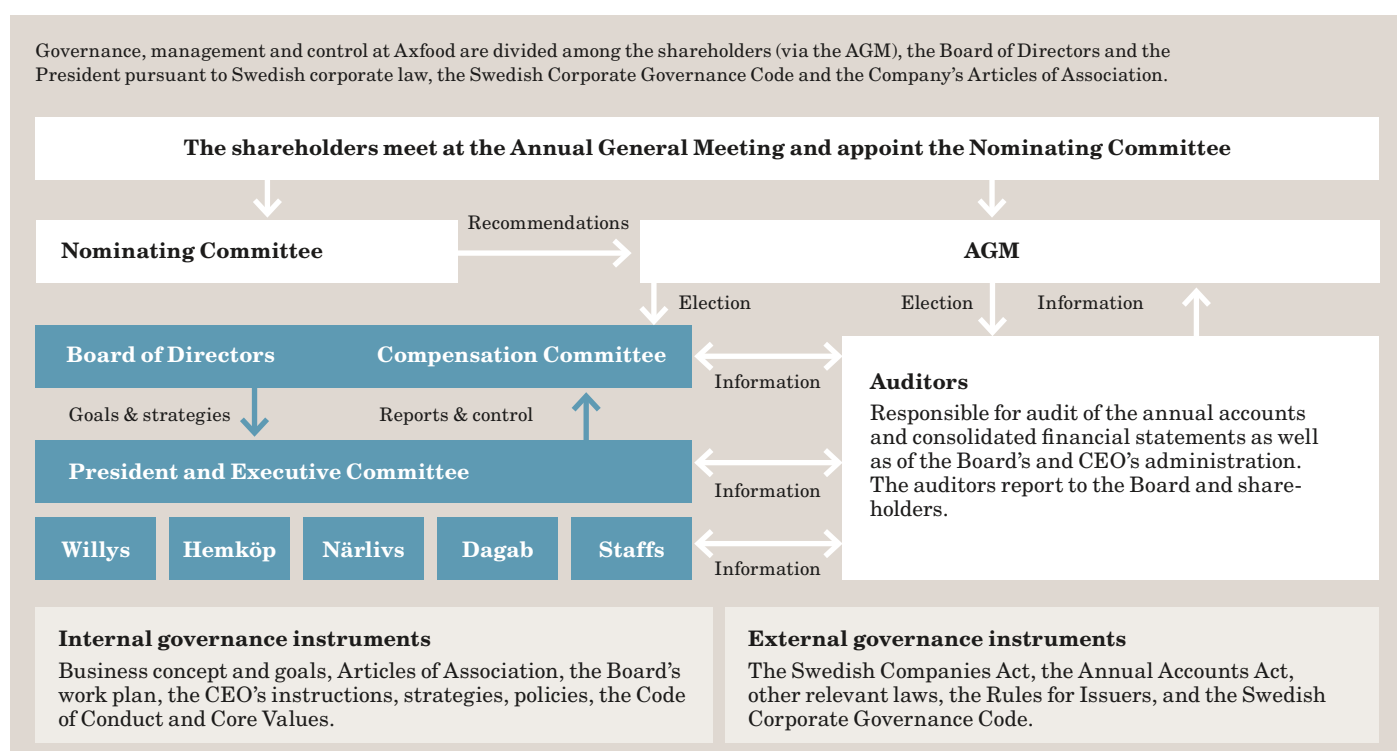 Governance, management and control at Axfood are divided among the shareholders (via the AGM), the Board of Directors and the
President pursuant to Swedish corporate law, the Swedish Corporate Governance Code and the Company's Articles of Association.
The shareholders meet at the Annual General Meeting and appoint the Nominating Committee
Nominating Committee
Recommendations
AGM
Election
Election
Information
Board of Directors
Compensation Committee
Information
Goals & strategies
Reports & control
President and Executive Committee
Information
Willys
Hemköp
Närlivs
Dagab
Staffs
Information
Auditors
Responsible for audit of the annual accounts
and consolidated financial statements as well
as of the Board's and CEO's administration.
The auditors report to the Board and share-
holders.
Internal governance instruments
Business concept and goals, Articles of Association, the Board's
work plan, the CEO's instructions, strategies, policies, the Code
of Conduct and Core Values.
External governance instruments
The Swedish Companies Act, the Annual Accounts Act,
other relevant laws, the Rules for Issuers, and the Swedish
Corporate Governance Code.